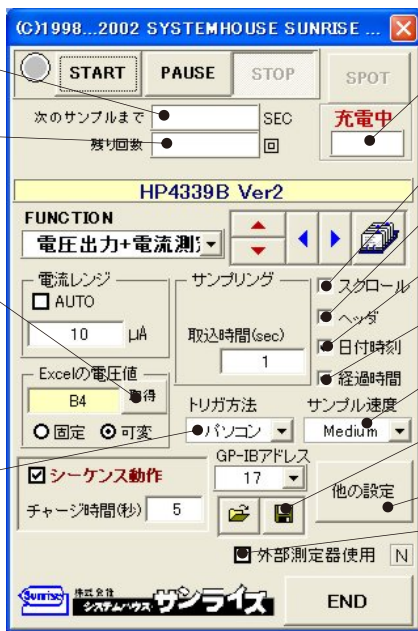 (C)1998...2002 SYSTEMHOUSE SUNRISE ...
START PAUSE STOP SPOT
次のサンプルまで SEC 充電中
残り回数 回
HP4339B Ver2
FUNCTION
電圧出力+電流測定
電流レンジ サンプリング スクロール
AUTO ヘッダ
10 μA 取込時間(sec) 日付時刻
1 経過時間
Excelの電圧値
B4 取得 トリガ方法 サンプル速度
固定 可変 パソコン Medium
GP-IBアドレス
シーケンス動作 17 他の設定
チャージ時間(秒) 5
外部測定器使用 N
Sunrise 株式会社 システムハウス サンライズ END